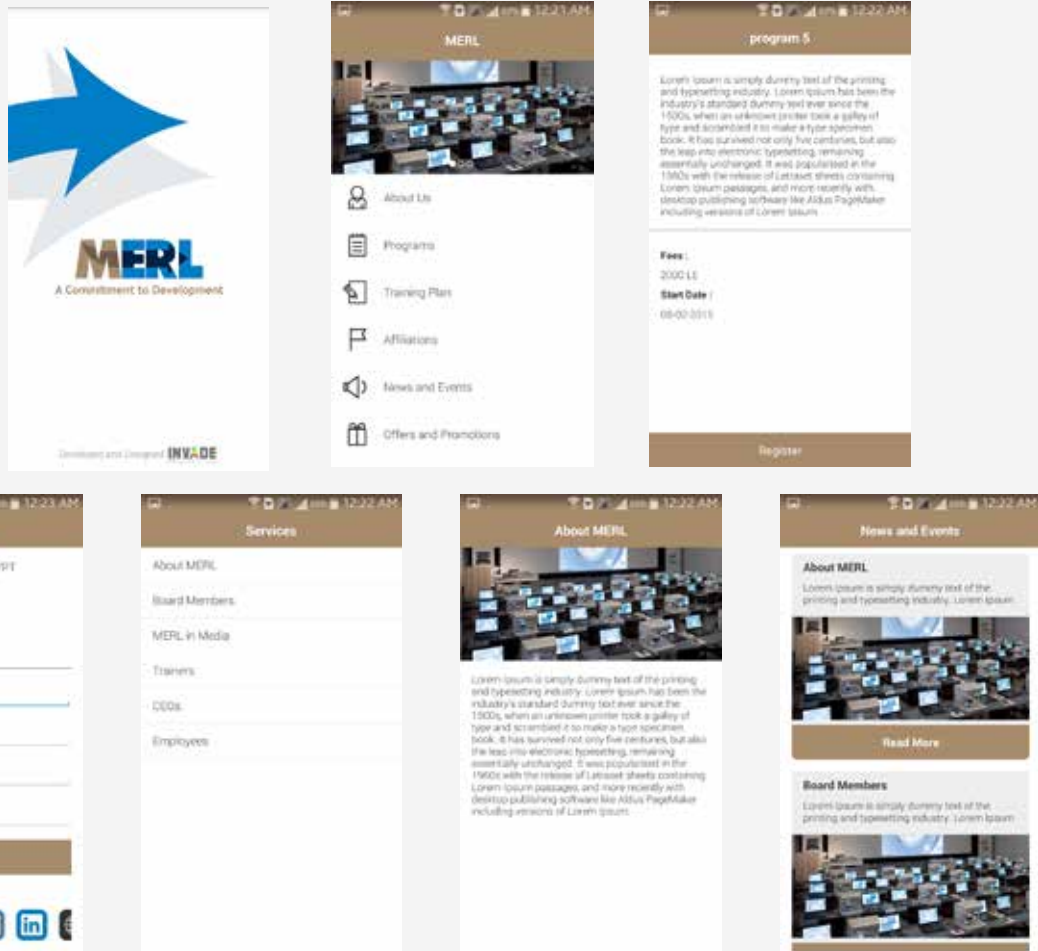 MERL
A Commitment to Development
Developed and Designed INVADE
12:21 AM
MERL
About Us
Programs
Training Plan
Affiliations
News and Events
Offers and Promotions
12:22 AM
program 5
Lorem Ipsum is simply dummy text of the printing
and typesetting industry. Lorem Ipsum has been the
industry's standard dummy text ever since the
1500s, when an unknown printer took a galley of
type and scrambled it to make a type specimen
book. It has survived not only five centuries, but also
the leap into electronic typesetting, remaining
essentially unchanged. It was popularised in the
1960s with the release of Letraset sheets containing
Lorem Ipsum passages, and more recently with
desktop publishing software like Aldus PageMaker
including versions of Lorem Ipsum
Fees :
2000 LE
Start Date :
08-02-2015
Register
12:23 AM
12:22 AM
Services
About MERL
Board Members
MERL in Media
Trainers
CEOs
Employees
12:22 AM
About MERL
Lorem Ipsum is simply dummy text of the printing
and typesetting industry. Lorem Ipsum has been the
industry's standard dummy text ever since the
1500s, when an unknown printer took a galley of
type and scrambled it to make a type specimen
book. It has survived not only five centuries, but also
the leap into electronic typesetting, remaining
essentially unchanged. It was popularised in the
1960s with the release of Letraset sheets containing
Lorem Ipsum passages, and more recently with
desktop publishing software like Aldus PageMaker
including versions of Lorem Ipsum.
12:22 AM
News and Events
About MERL
Lorem Ipsum is simply dummy text of the
printing and typesetting industry. Lorem Ipsum
Read More
Board Members
Lorem Ipsum is simply dummy text of the
printing and typesetting industry. Lorem Ipsum
in